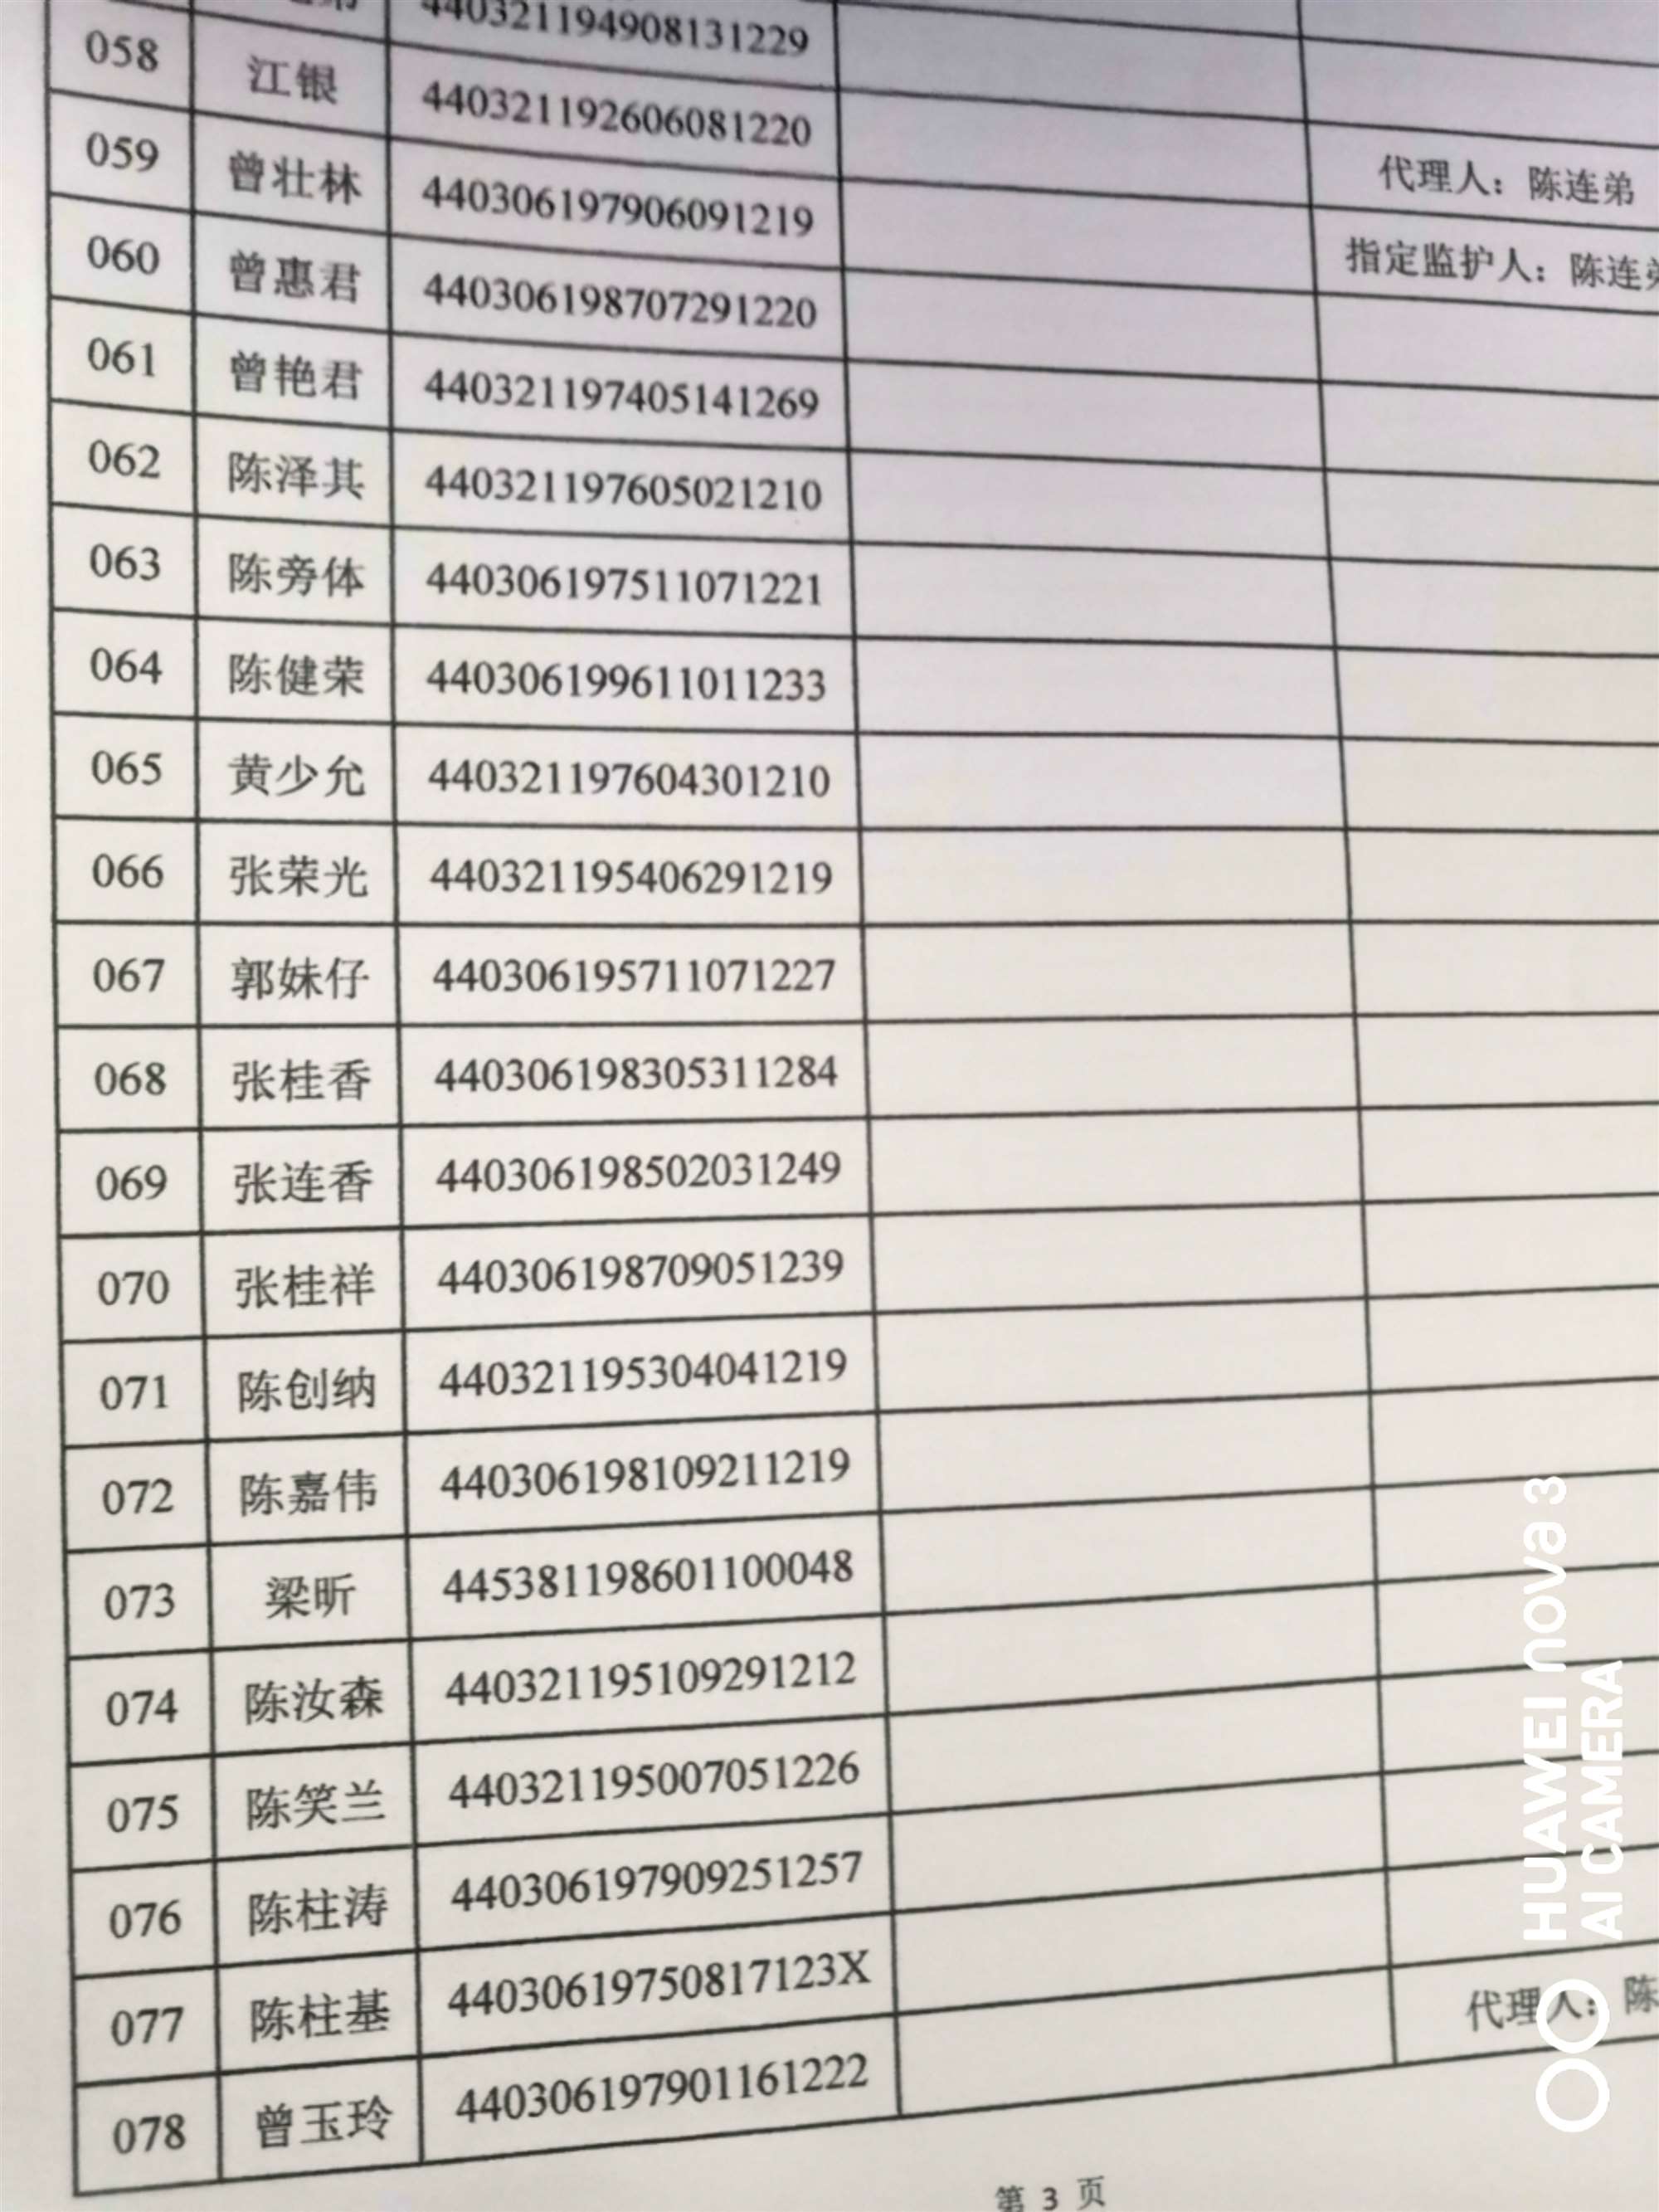 440321194908131229
058 江银 440321192606081220 代理人：陈连弟
059 曾壮林 440306197906091219 指定监护人：陈连
060 曾惠君 440306198707291220
061 曾艳君 440321197405141269
062 陈泽其 440321197605021210
063 陈旁体 440306197511071221
064 陈健荣 440306199611011233
065 黄少允 440321197604301210
066 张荣光 440321195406291219
067 郭妹仔 440306195711071227
068 张桂香 440306198305311284
069 张连香 440306198502031249
070 张桂祥 440306198709051239
071 陈创纳 440321195304041219
072 陈嘉伟 440306198109211219
073 梁昕 445381198601100048
074 陈汝森 440321195109291212
075 陈笑兰 440321195007051226
076 陈柱涛 440306197909251257
077 陈柱基 44030619750817123X
078 曾玉玲 440306197901161222 代理人：陈
第 3 页
HUAWEI nova 3
AI CAMERA